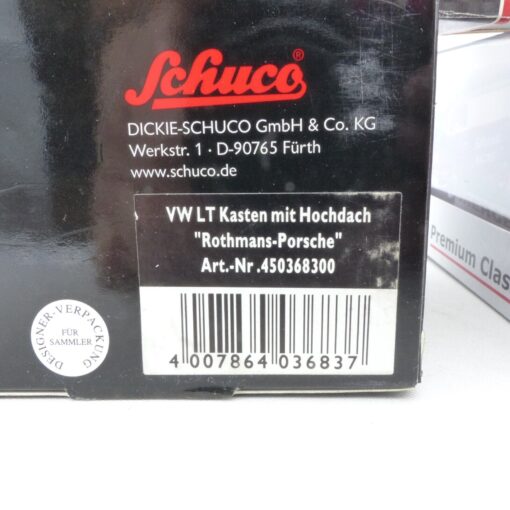 Schuco®
DICKIE-SCHUCO GmbH & Co. KG
Werkstr. 1 · D-90765 Fürth
www.schuco.de
VW LT Kasten mit Hochdach
"Rothmans-Porsche"
Art.-Nr .450368300
4 007864 036837
DESIGNER-VERPACKUNG
FÜR
SAMMLER
Premium Clas